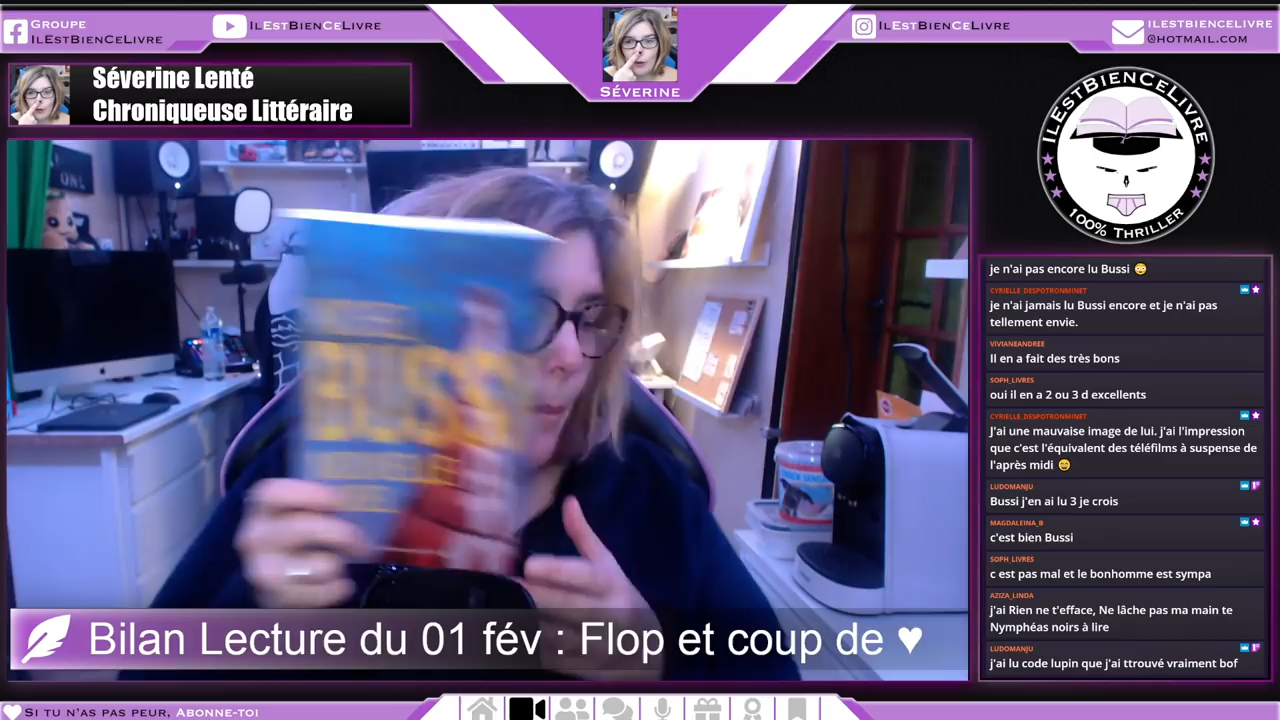 GROUPE
ILESTBIENCELIVRE
ILESTBIENCELIVRE
ILESTBIENCELIVRE
ILESTBIENCELIVRE
@HOTMAIL.COM
SÉVERINE
Séverine Lenté
Chroniqueuse Littéraire
ILESTBIENCELIVRE
100% THRILLER
je n'ai pas encore lu Bussi 😳
CYRIELLE_DESPOTRONMINET
je n'ai jamais lu Bussi encore et je n'ai pas
tellement envie.
VIVIANEANDREE
Il en a fait des très bons
SOPH_LIVRES
oui il en a 2 ou 3 d excellents
CYRIELLE_DESPOTRONMINET
J'ai une mauvaise image de lui. j'ai l'impression
que c'est l'équivalent des téléfilms à suspense de
l'après midi 😅
LUDOMANJU
Bussi j'en ai lu 3 je crois
MAGDALEINA_B
c'est bien Bussi
SOPH_LIVRES
c est pas mal et le bonhomme est sympa
AZIZA_LINDA
j'ai Rien ne t'efface, Ne lâche pas ma main te
Nymphéas noirs à lire
LUDOMANJU
j'ai lu code lupin que j'ai ttrouvé vraiment bof
Bilan Lecture du 01 fév : Flop et coup de ♥
SI TU N'AS PAS PEUR, ABONNE-TOI